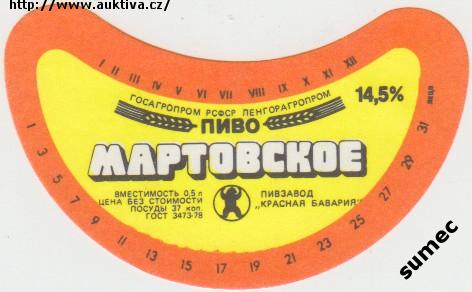 http://www.auktiva.cz/
I II III IV V VI VII VIII IX X XI XII
ГОСАГРОПРОМ РСФСР ЛЕНГОРАГРОПРОМ
ПИВО
14,5%
МАРТОВСКОЕ
ВМЕСТИМОСТЬ 0,5 л
ЦЕНА БЕЗ СТОИМОСТИ
ПОСУДЫ 37 коп.
ГОСТ 3473-78
ПИВЗАВОД
„КРАСНАЯ БАВАРИЯ"
1 3 5 7 9 11 13 15 17 19 21 23 25 27 29 31
sumec